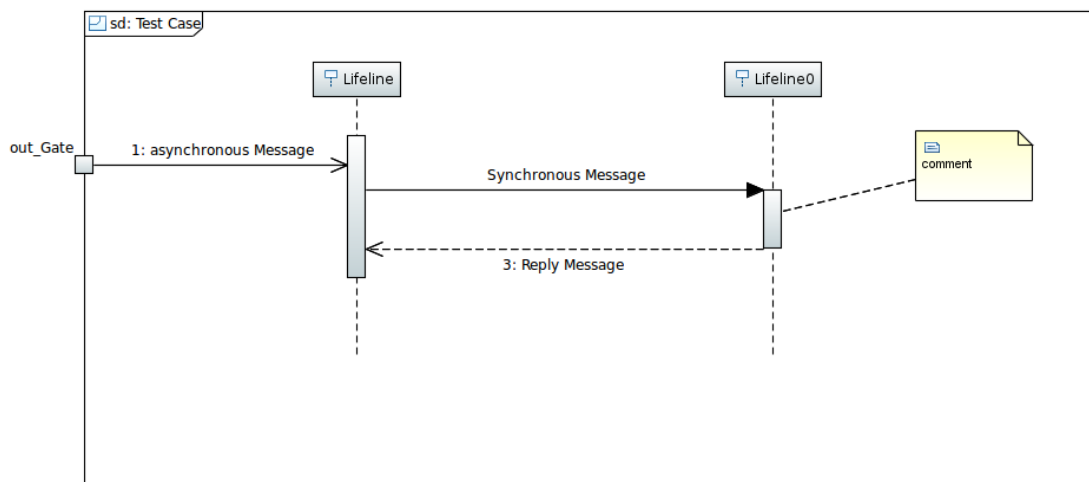 sd: Test Case
Lifeline
Lifeline0
out_Gate
1: asynchronous Message
comment
Synchronous Message
3: Reply Message